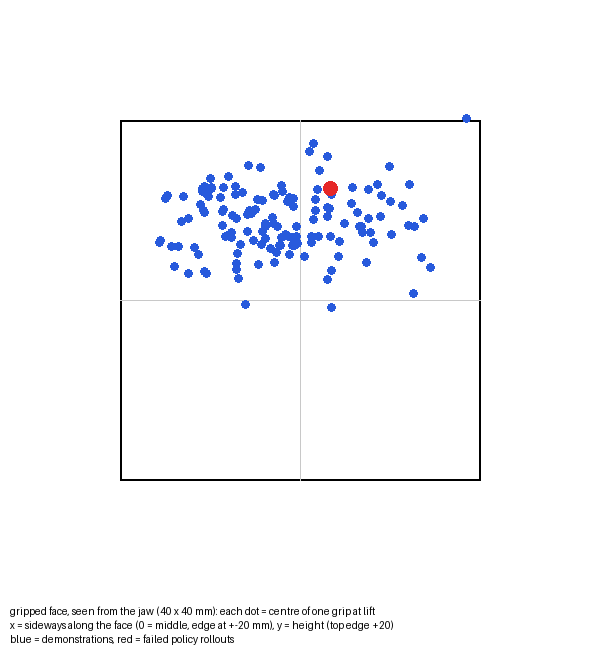 gripped face, seen from the jaw (40 x 40 mm): each dot = centre of one grip at lift
x = sideways along the face (0 = middle, edge at +-20 mm), y = height (top edge +20)
blue = demonstrations, red = failed policy rollouts